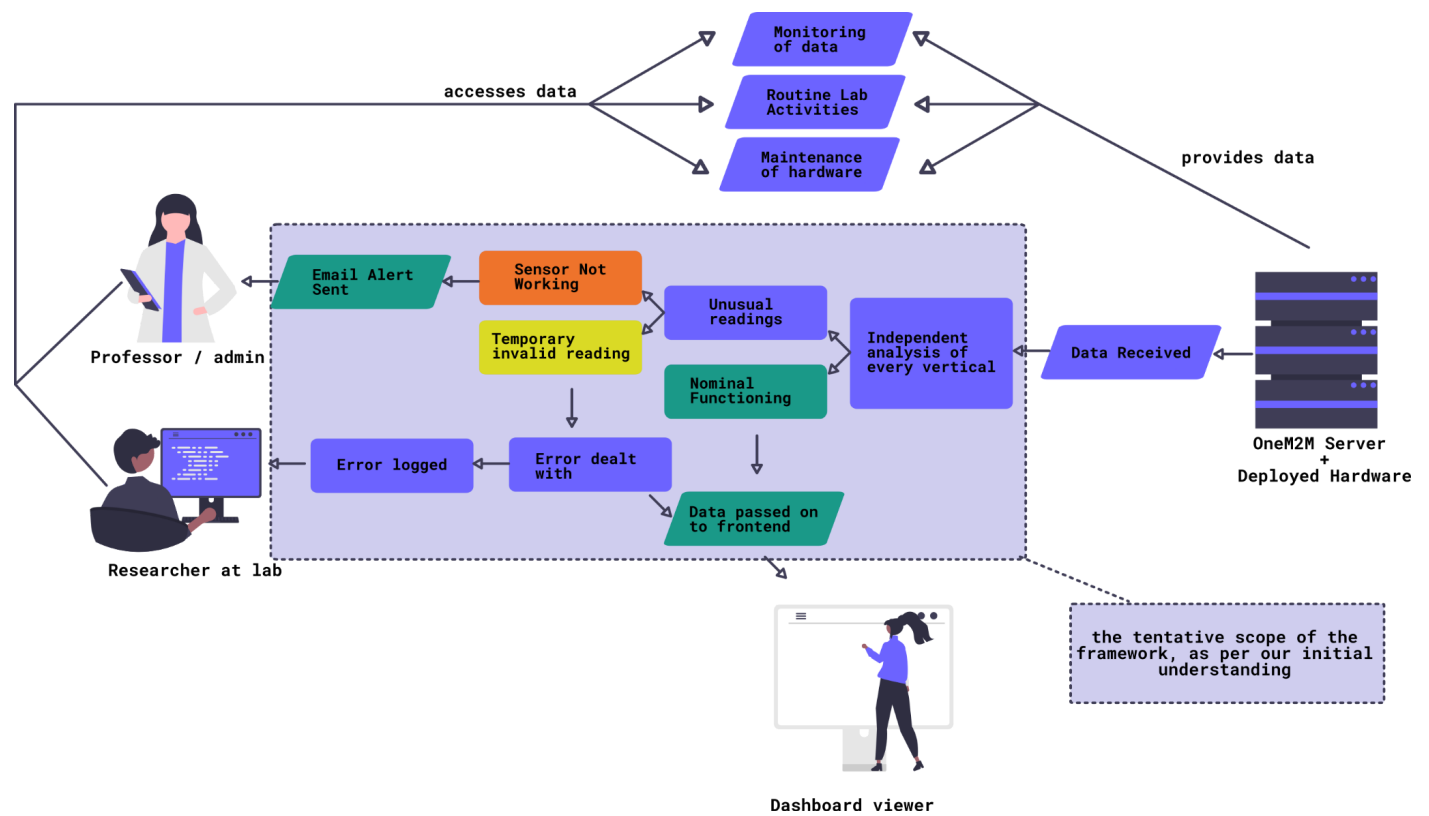 Monitoring
of data
accesses data
Routine Lab
Activities
Maintenance
of hardware
provides data
Email Alert
Sent
Sensor Not
Working
Unusual
readings
Temporary
invalid reading
Independent
analysis of
every vertical
Data Received
Professor / admin
Nominal
Functioning
OneM2M Server
+
Deployed Hardware
Error logged
Error dealt
with
Data passed on
to frontend
Researcher at lab
the tentative scope of the
framework, as per our initial
understanding
Dashboard viewer